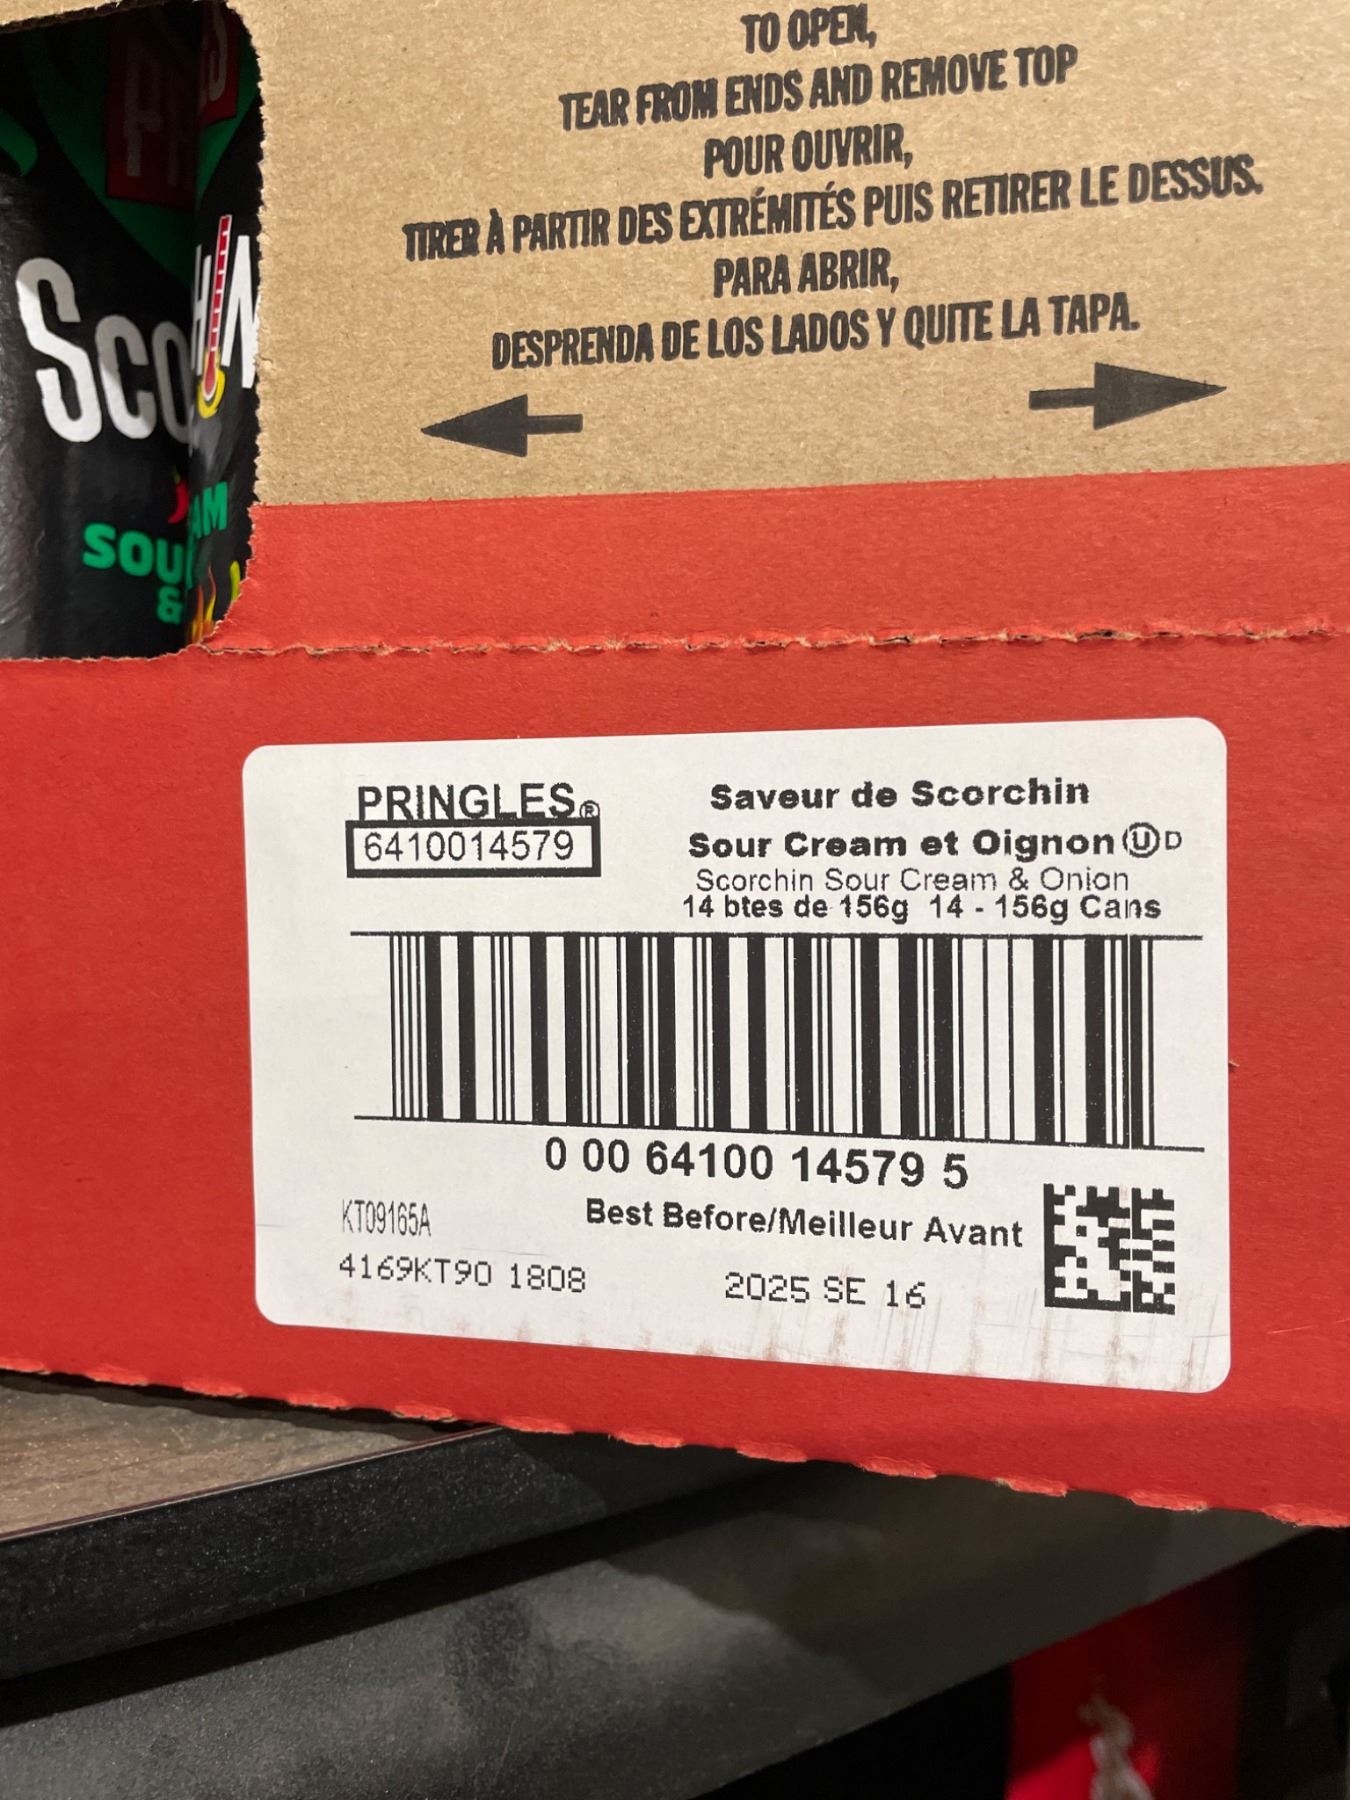 TO OPEN,
TEAR FROM ENDS AND REMOVE TOP
POUR OUVRIR,
TIRER À PARTIR DES EXTRÉMITÉS PUIS RETIRER LE DESSUS.
PARA ABRIR,
DESPRENDA DE LOS LADOS Y QUITE LA TAPA.
SOU
&
PRINGLES®
6410014579
Saveur de Scorchin
Sour Cream et Oignon Ⓤ D
Scorchin Sour Cream & Onion
14 btes de 156g 14 - 156g Cans
0 00 64100 14579 5
KT09165A
Best Before/Meilleur Avant
4169KT90 1808
2025 SE 16